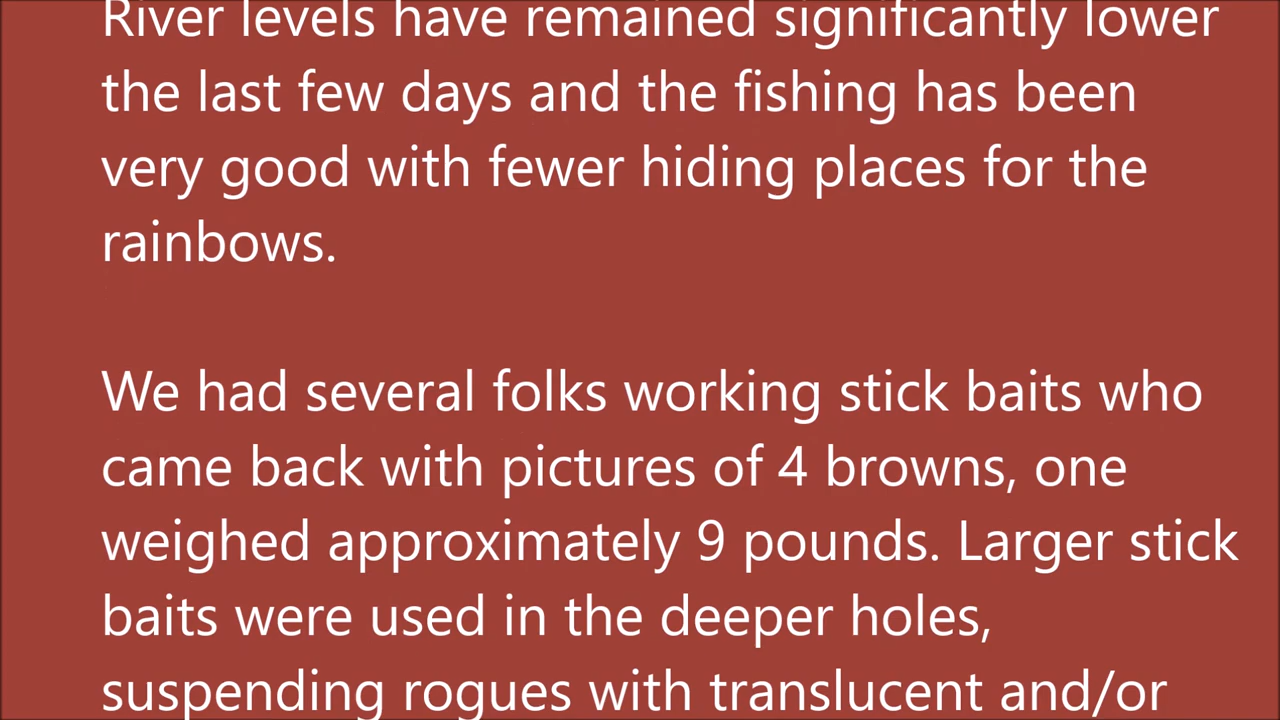 River levels have remained significantly lower
the last few days and the fishing has been
very good with fewer hiding places for the
rainbows.
We had several folks working stick baits who
came back with pictures of 4 browns, one
weighed approximately 9 pounds. Larger stick
baits were used in the deeper holes,
suspending rogues with translucent and/or